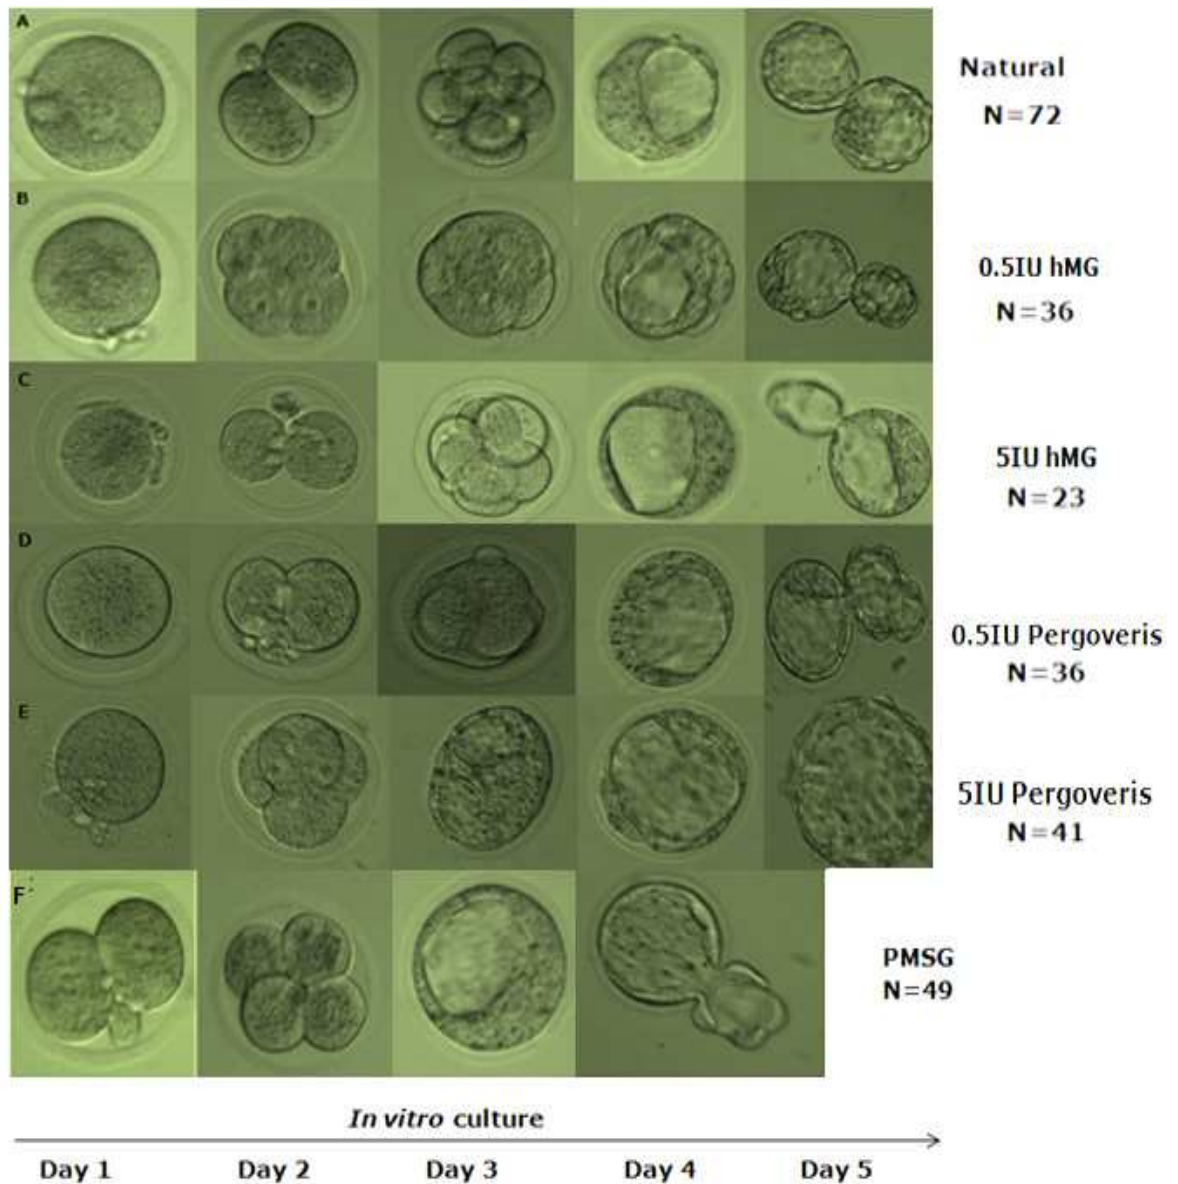 A
Natural
N=72
B
0.5IU hMG
N=36
C
5IU hMG
N=23
D
0.5IU Pergoveris
N=36
E
5IU Pergoveris
N=41
F
PMSG
N=49
In vitro culture
Day 1 Day 2 Day 3 Day 4 Day 5